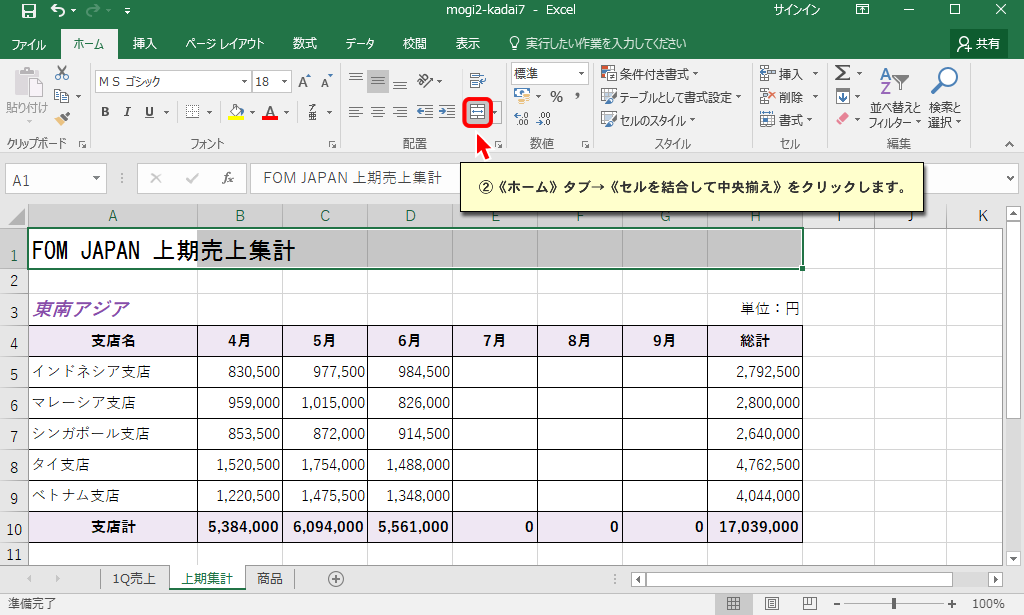 mogi2-kadai7 - Excel サインイン
ファイル ホーム 挿入 ページ レイアウト 数式 データ 校閲 表示 実行したい作業を入力してください 共有
貼り付け
ＭＳ ゴシック 18
B I U A
標準
% ,
条件付き書式
テーブルとして書式設定
セルのスタイル
挿入
削除
書式
Σ
並べ替えと フィルター
検索と 選択
クリップボード フォント 配置 数値 スタイル セル 編集
A1 fx FOM JAPAN 上期売上集計
②《ホーム》タブ→《セルを結合して中央揃え》をクリックします。
A B C D E F G H I J K
1 FOM JAPAN 上期売上集計
2
3 東南アジア 単位：円
4 支店名 4月 5月 6月 7月 8月 9月 総計
5 インドネシア支店 830,500 977,500 984,500 2,792,500
6 マレーシア支店 959,000 1,015,000 826,000 2,800,000
7 シンガポール支店 853,500 872,000 914,500 2,640,000
8 タイ支店 1,520,500 1,754,000 1,488,000 4,762,500
9 ベトナム支店 1,220,500 1,475,500 1,348,000 4,044,000
10 支店計 5,384,000 6,094,000 5,561,000 0 0 0 17,039,000
11
1Q売上 上期集計 商品
準備完了 100%